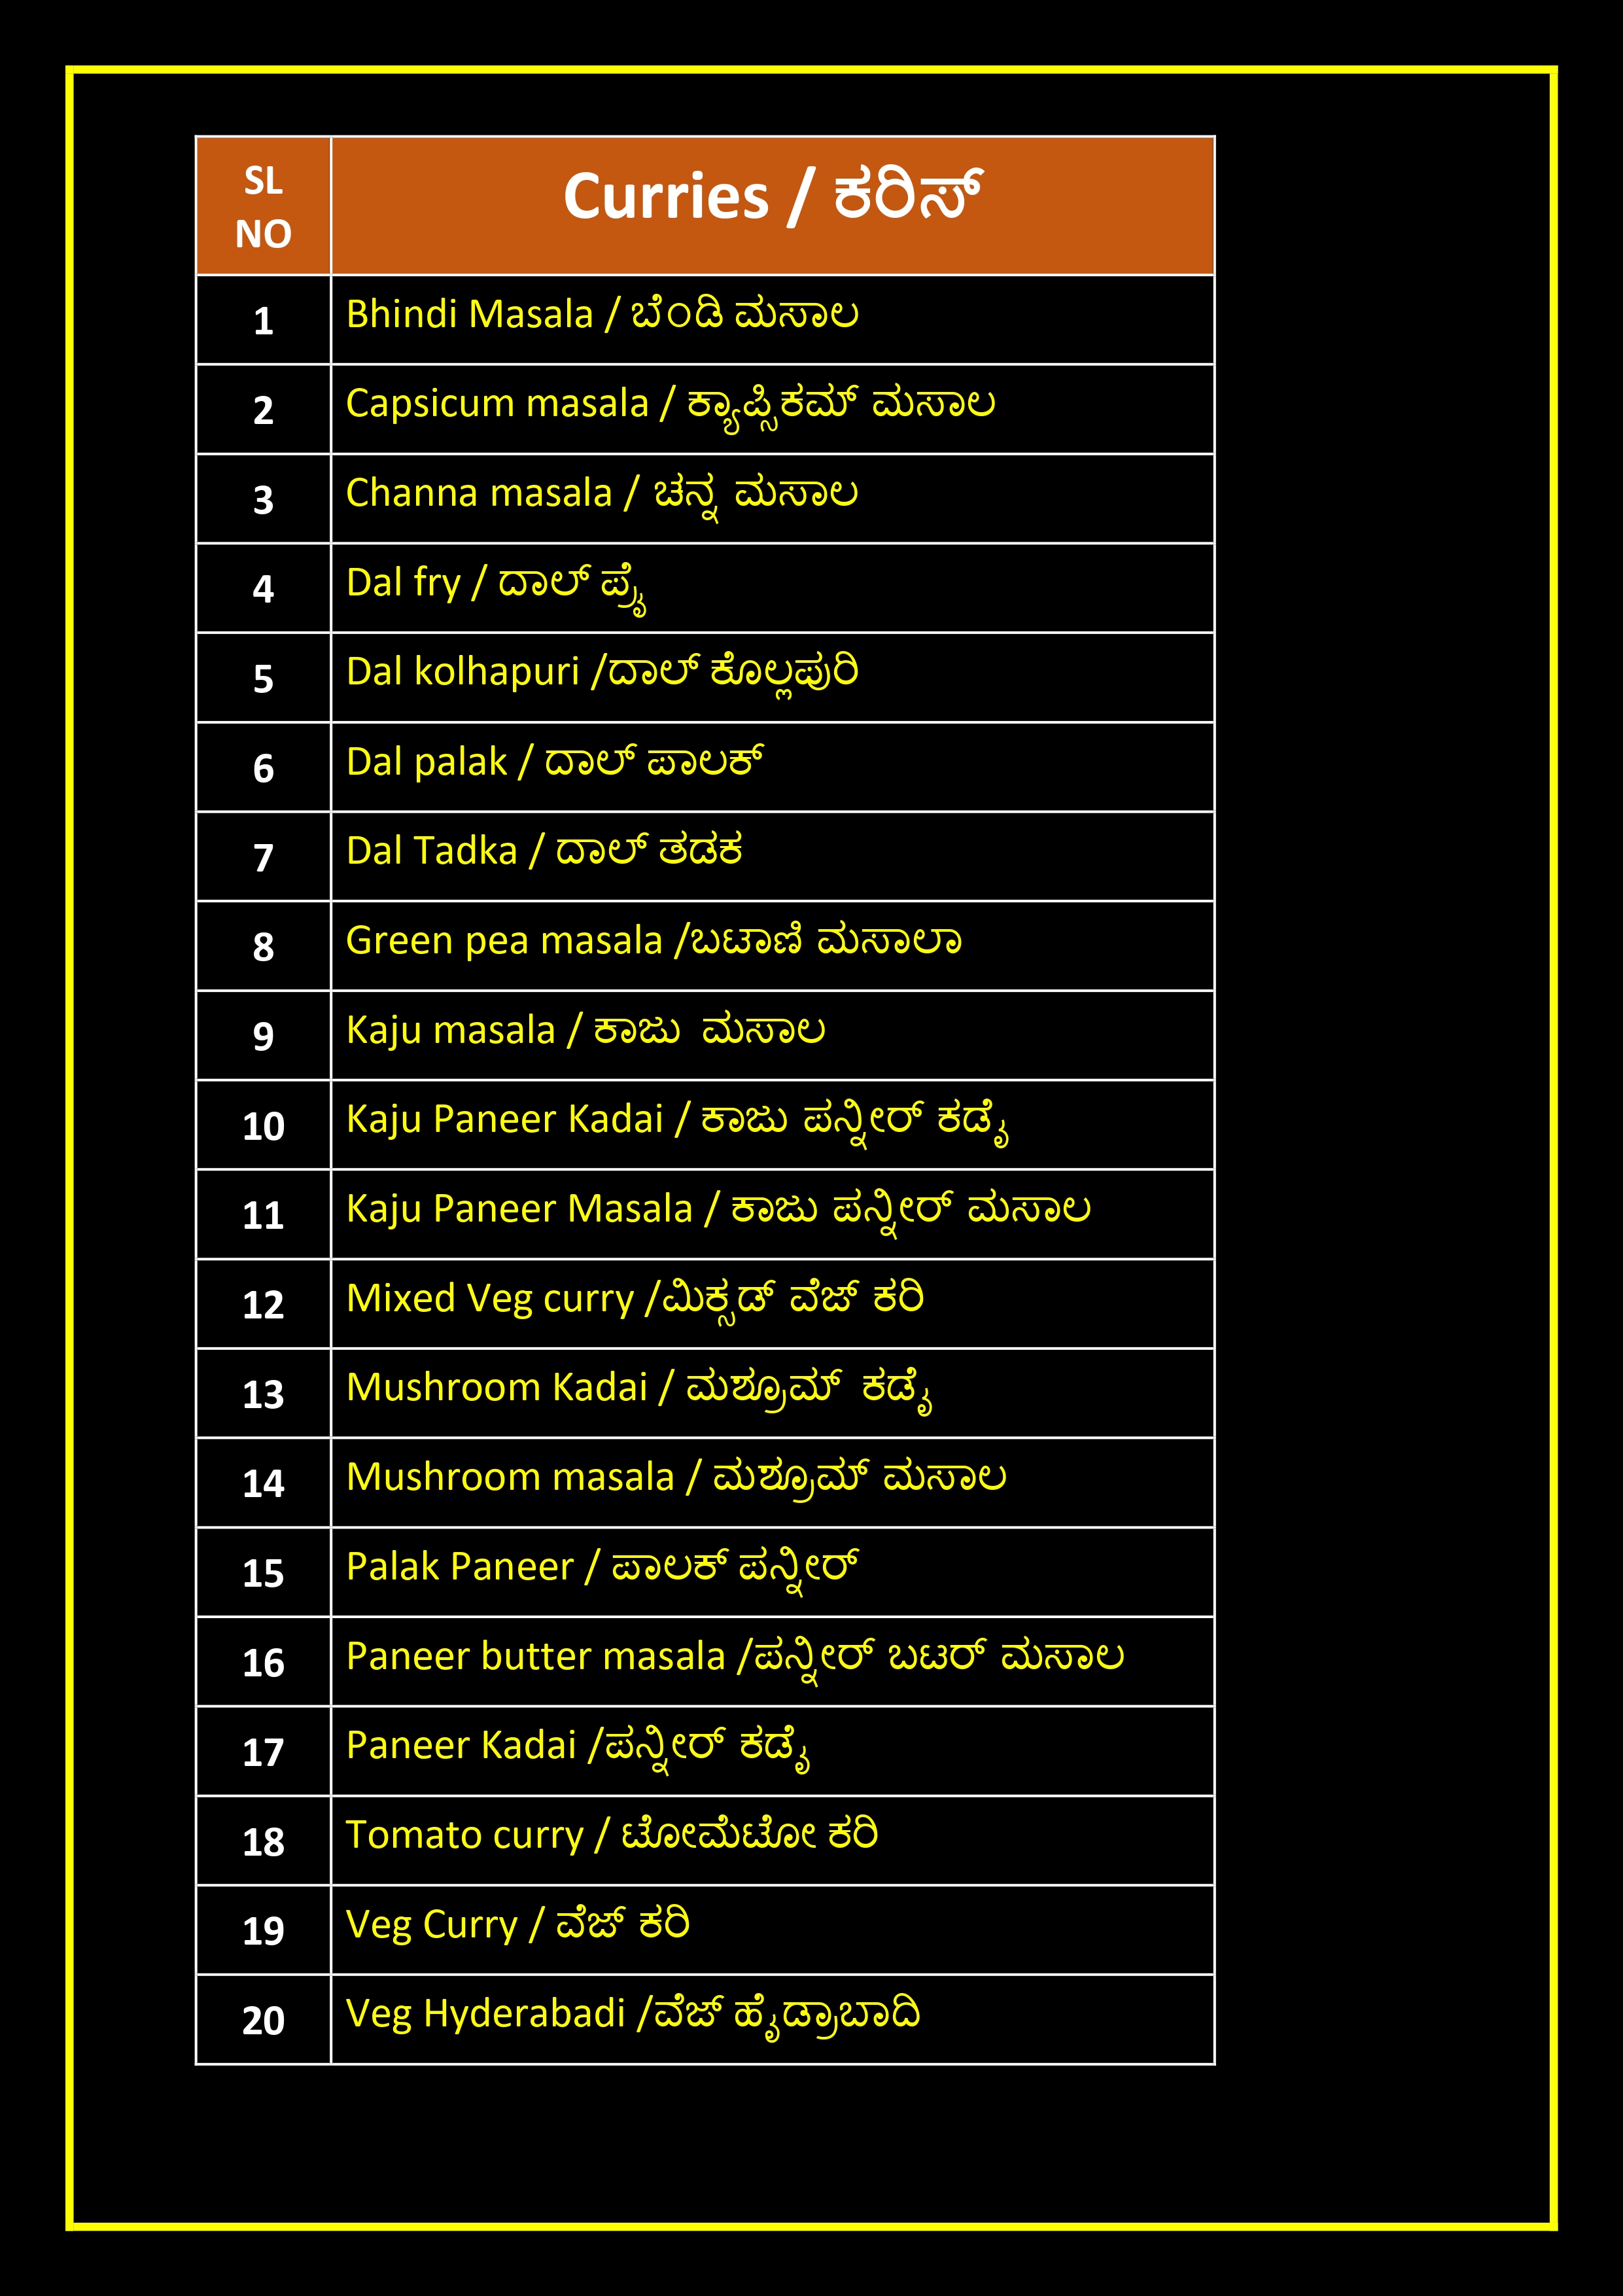 SL NO
Curries / ಕರಿಸ್
1 Bhindi Masala / ಬೆಂಡಿ ಮಸಾಲ
2 Capsicum masala / ಕ್ಯಾಪ್ಸಿಕಮ್ ಮಸಾಲ
3 Channa masala / ಚನ್ನ ಮಸಾಲ
4 Dal fry / ದಾಲ್ ಪ್ರೈ
5 Dal kolhapuri /ದಾಲ್ ಕೊಲ್ಲಪುರಿ
6 Dal palak / ದಾಲ್ ಪಾಲಕ್
7 Dal Tadka / ದಾಲ್ ತಡಕ
8 Green pea masala /ಬಟಾಣಿ ಮಸಾಲಾ
9 Kaju masala / ಕಾಜು ಮಸಾಲ
10 Kaju Paneer Kadai / ಕಾಜು ಪನ್ನೀರ್ ಕಡೈ
11 Kaju Paneer Masala / ಕಾಜು ಪನ್ನೀರ್ ಮಸಾಲ
12 Mixed Veg curry /ಮಿಕ್ಸಡ್ ವೆಜ್ ಕರಿ
13 Mushroom Kadai / ಮಶ್ರೂಮ್ ಕಡೈ
14 Mushroom masala / ಮಶ್ರೂಮ್ ಮಸಾಲ
15 Palak Paneer / ಪಾಲಕ್ ಪನ್ನೀರ್
16 Paneer butter masala /ಪನ್ನೀರ್ ಬಟರ್ ಮಸಾಲ
17 Paneer Kadai /ಪನ್ನೀರ್ ಕಡೈ
18 Tomato curry / ಟೋಮೆಟೋ ಕರಿ
19 Veg Curry / ವೆಜ್ ಕರಿ
20 Veg Hyderabadi /ವೆಜ್ ಹೈಡ್ರಾಬಾದಿ